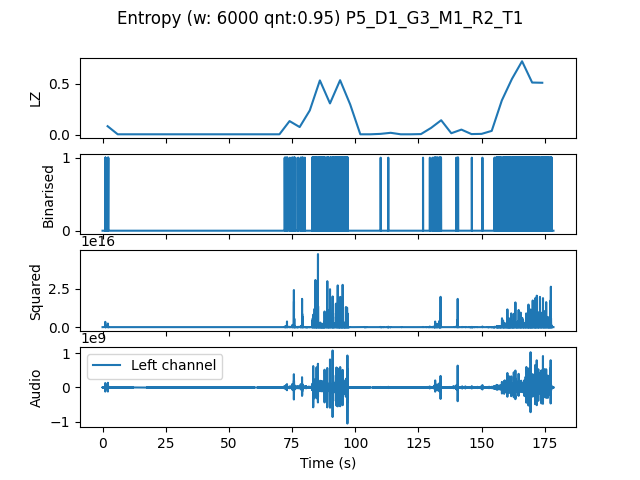 Entropy (w: 6000 qnt:0.95) P5_D1_G3_M1_R2_T1
LZ
0.5
0.0
Binarised
1
0
1e16
Squared
2.5
0.0
1e9
Audio
1
0
−1
Left channel
0 25 50 75 100 125 150 175
Time (s)